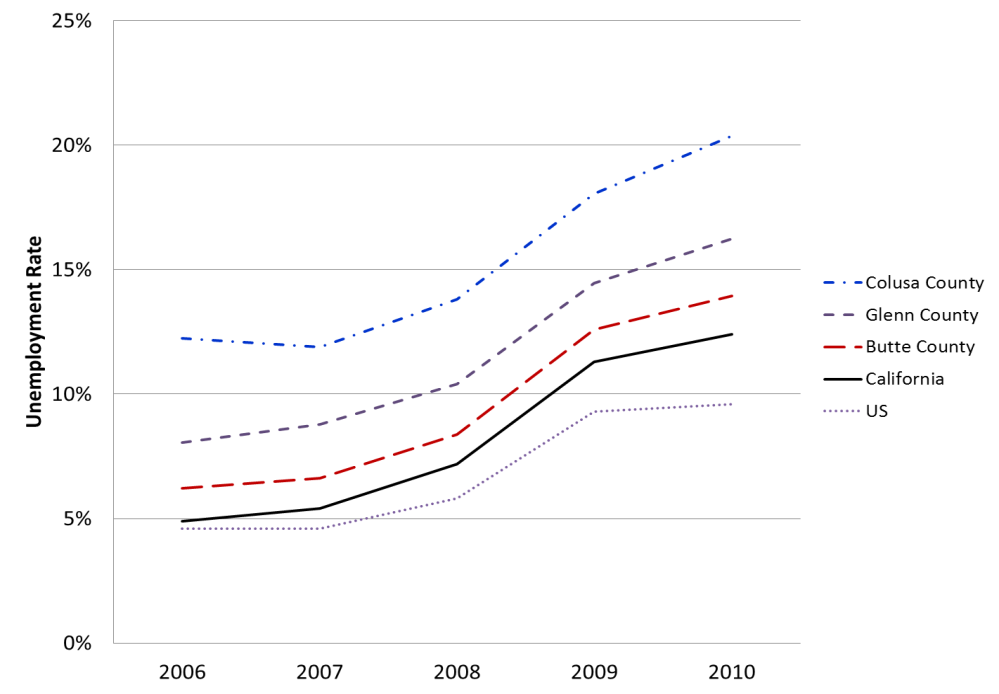 25%
20%
15%
10%
5%
0%
Unemployment Rate
2006 2007 2008 2009 2010
Colusa County
Glenn County
Butte County
California
US